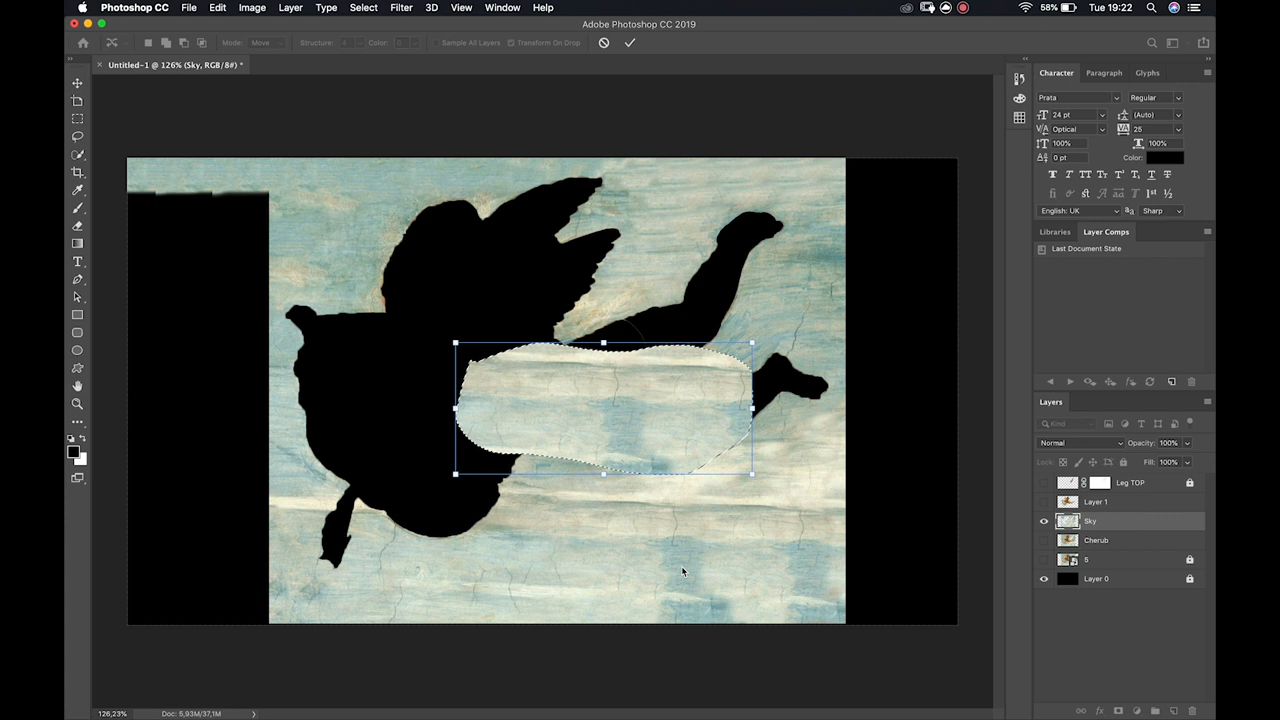 Photoshop CC File Edit Image Layer Type Select Filter 3D View Window Help 58% Tue 19:22
Adobe Photoshop CC 2019
Mode: Move Structure: 4 Color: 0 Sample All Layers Transform On Drop
× Untitled-1 @ 126% (Sky, RGB/8#) *
Character Paragraph Glyphs
Prata Regular
24 pt (Auto)
Optical 25
100% 100%
0 pt Color:
English: UK Sharp
Libraries Layer Comps
Last Document State
Layers
Kind
Normal Opacity: 100%
Lock: Fill: 100%
Leg TOP
Layer 1
Sky
Cherub
5
Layer 0
126,23% Doc: 5,93M/37,1M